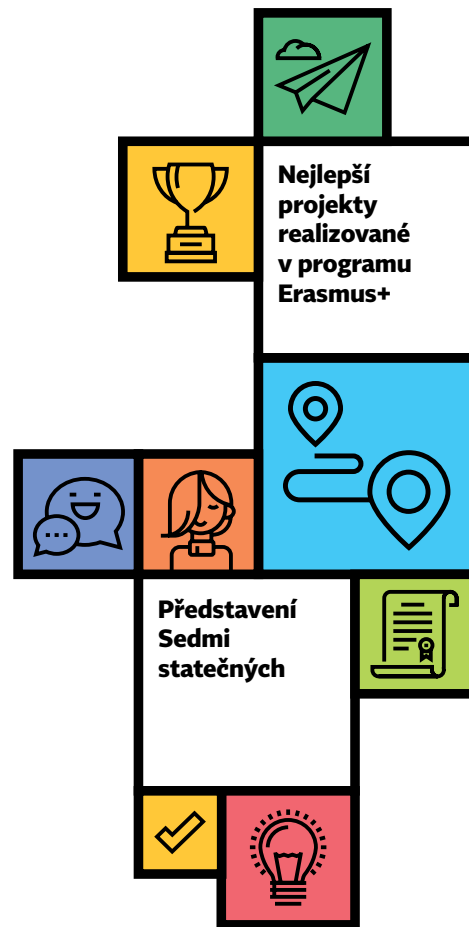 Nejlepší
projekty
realizované
v programu
Erasmus+
Představení
Sedmi
statečných